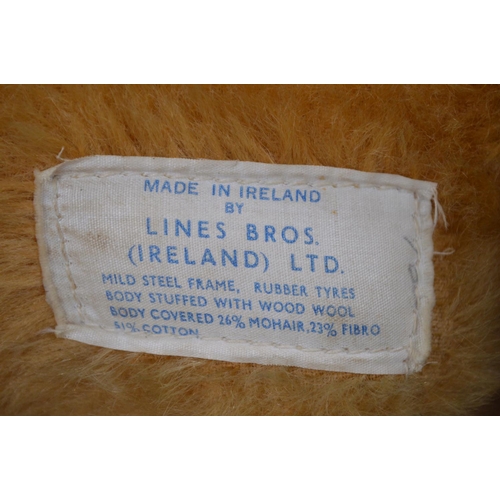 MADE IN IRELAND
BY
LINES BROS.
(IRELAND) LTD.
MILD STEEL FRAME, RUBBER TYRES
BODY STUFFED WITH WOOD WOOL
BODY COVERED 26% MOHAIR, 23% FIBRO
51% COTTON